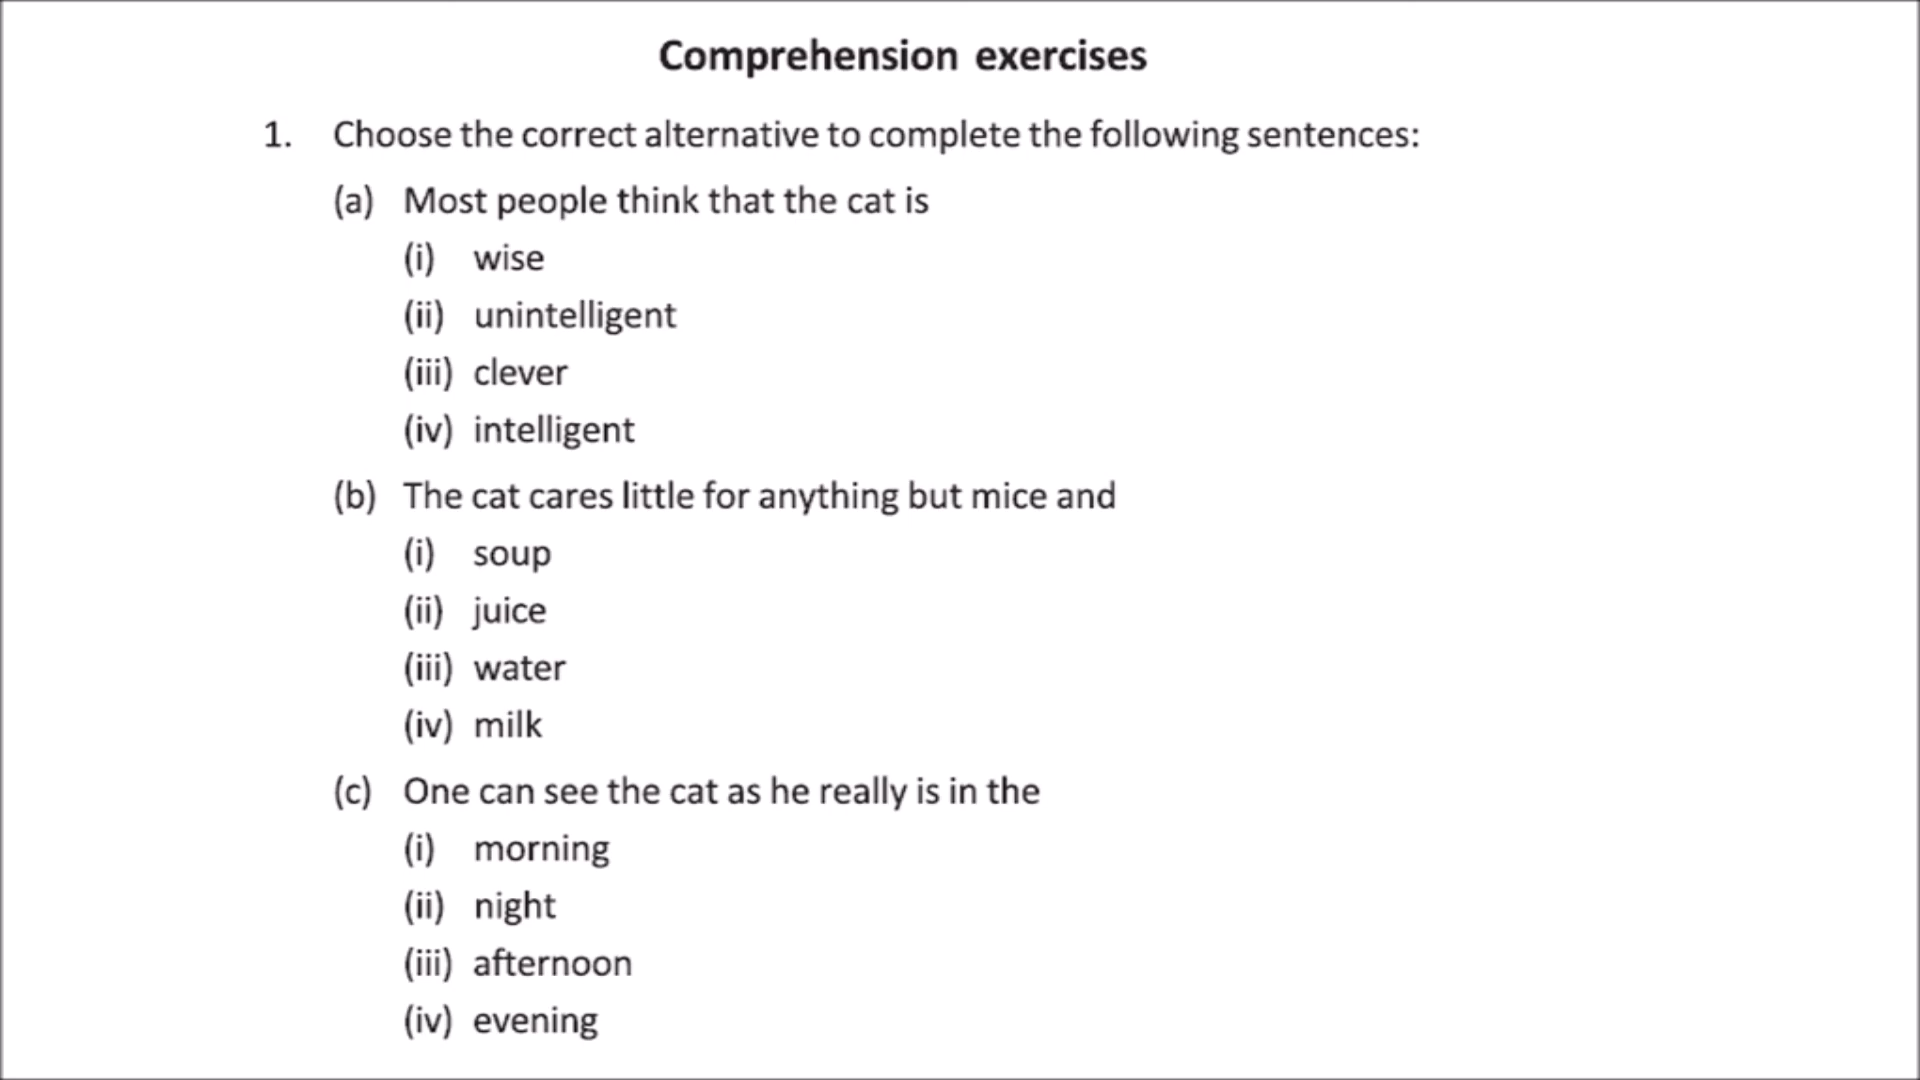 Comprehension exercises
1. Choose the correct alternative to complete the following sentences:
(a) Most people think that the cat is
(i) wise
(ii) unintelligent
(iii) clever
(iv) intelligent
(b) The cat cares little for anything but mice and
(i) soup
(ii) juice
(iii) water
(iv) milk
(c) One can see the cat as he really is in the
(i) morning
(ii) night
(iii) afternoon
(iv) evening